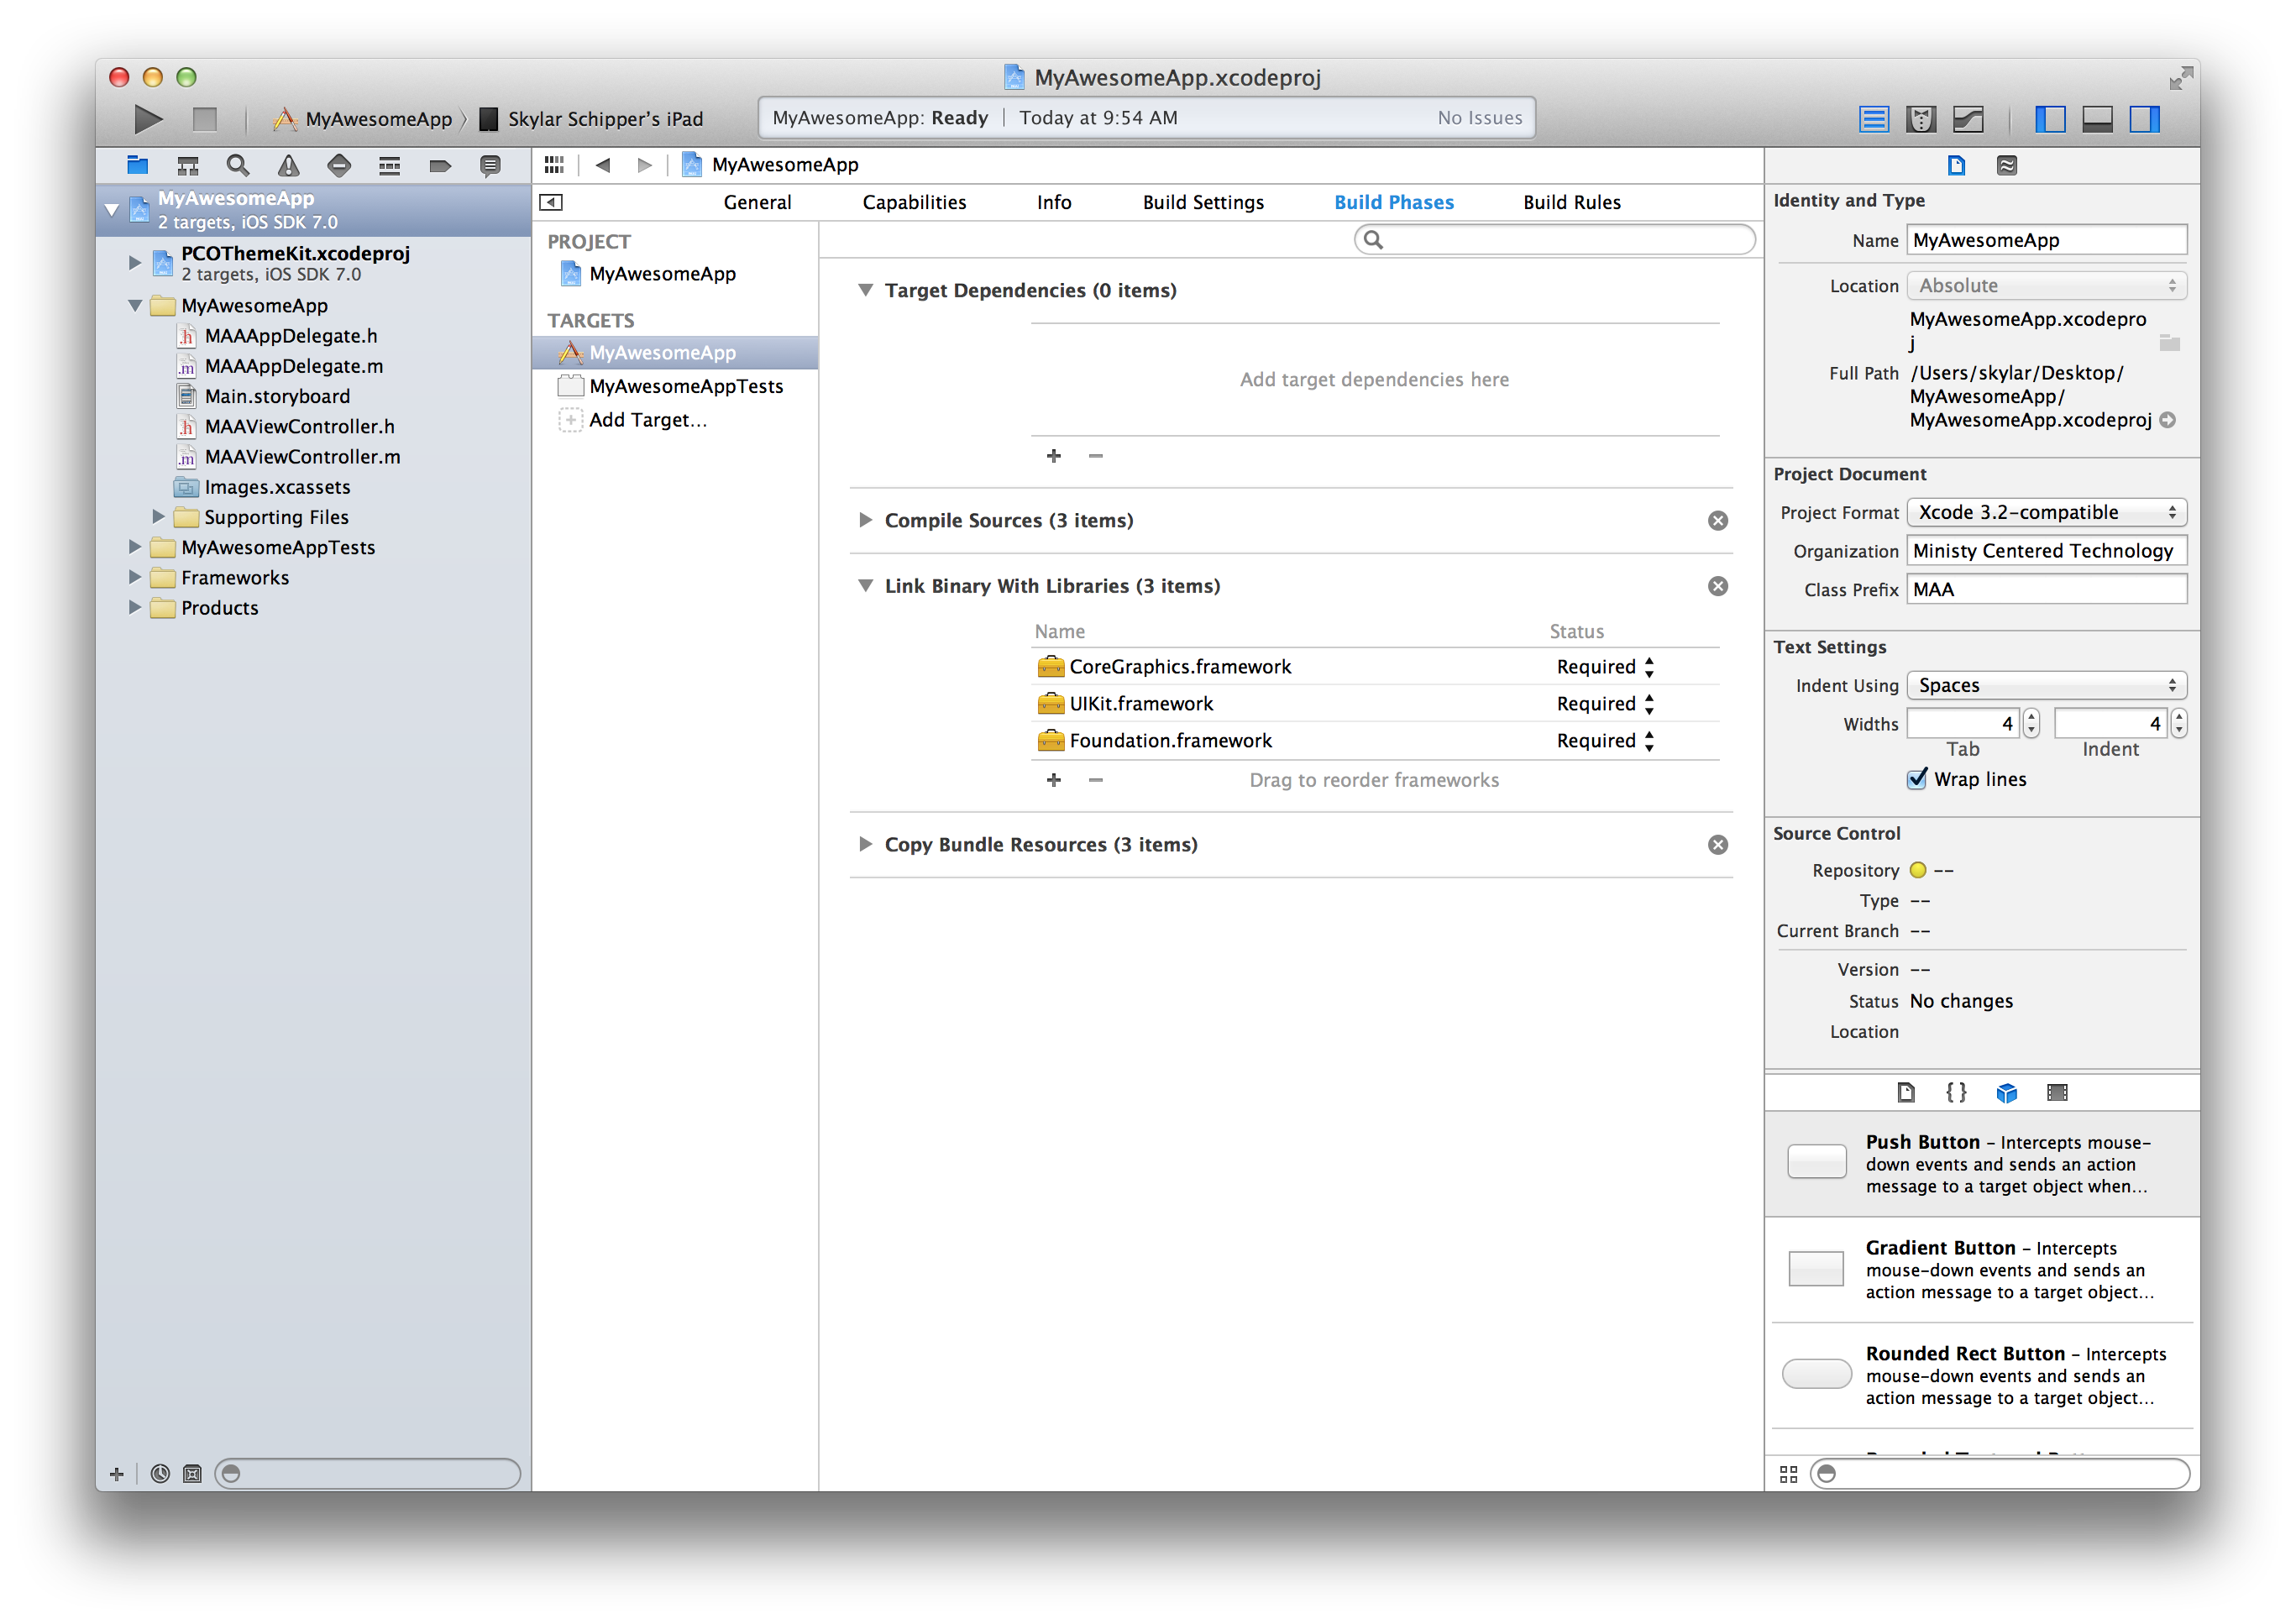 MyAwesomeApp.xcodeproj
MyAwesomeApp
Skylar Schipper's iPad
MyAwesomeApp: Ready
Today at 9:54 AM
No Issues
MyAwesomeApp
2 targets, iOS SDK 7.0
PCOThemeKit.xcodeproj
2 targets, iOS SDK 7.0
MyAwesomeApp
MAAAppDelegate.h
MAAAppDelegate.m
Main.storyboard
MAAViewController.h
MAAViewController.m
Images.xcassets
Supporting Files
MyAwesomeAppTests
Frameworks
Products
MyAwesomeApp
General
Capabilities
Info
Build Settings
Build Phases
Build Rules
PROJECT
MyAwesomeApp
TARGETS
MyAwesomeApp
MyAwesomeAppTests
Add Target...
Target Dependencies (0 items)
Add target dependencies here
Compile Sources (3 items)
Link Binary With Libraries (3 items)
Name Status
CoreGraphics.framework Required
UIKit.framework Required
Foundation.framework Required
Drag to reorder frameworks
Copy Bundle Resources (3 items)
Identity and Type
Name MyAwesomeApp
Location Absolute
MyAwesomeApp.xcodepro
j
Full Path /Users/skylar/Desktop/
MyAwesomeApp/
MyAwesomeApp.xcodeproj
Project Document
Project Format Xcode 3.2-compatible
Organization Ministy Centered Technology
Class Prefix MAA
Text Settings
Indent Using Spaces
Widths 4 4
Tab Indent
Wrap lines
Source Control
Repository --
Type --
Current Branch --
Version --
Status No changes
Location
{ }
Push Button - Intercepts mouse-
down events and sends an action
message to a target object when...
Gradient Button - Intercepts
mouse-down events and sends an
action message to a target object...
Rounded Rect Button - Intercepts
mouse-down events and sends an
action message to a target object...